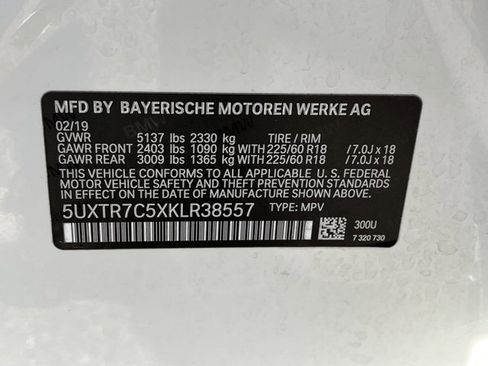 MFD BY BAYERISCHE MOTOREN WERKE AG
02/19
GVWR 5137 lbs 2330 kg TIRE / RIM
GAWR FRONT 2403 lbs 1090 kg WITH 225/60 R18 /7.0J x 18
GAWR REAR 3009 lbs 1365 kg WITH 225/60 R18 /7.0J x 18
THIS VEHICLE CONFORMS TO ALL APPLICABLE U. S. FEDERAL
MOTOR VEHICLE SAFETY STANDARDS IN EFFECT ON THE
DATE OF MANUFACTURE SHOWN ABOVE.
5UXTR7C5XKLR38557 TYPE: MPV
300U
7 320 730